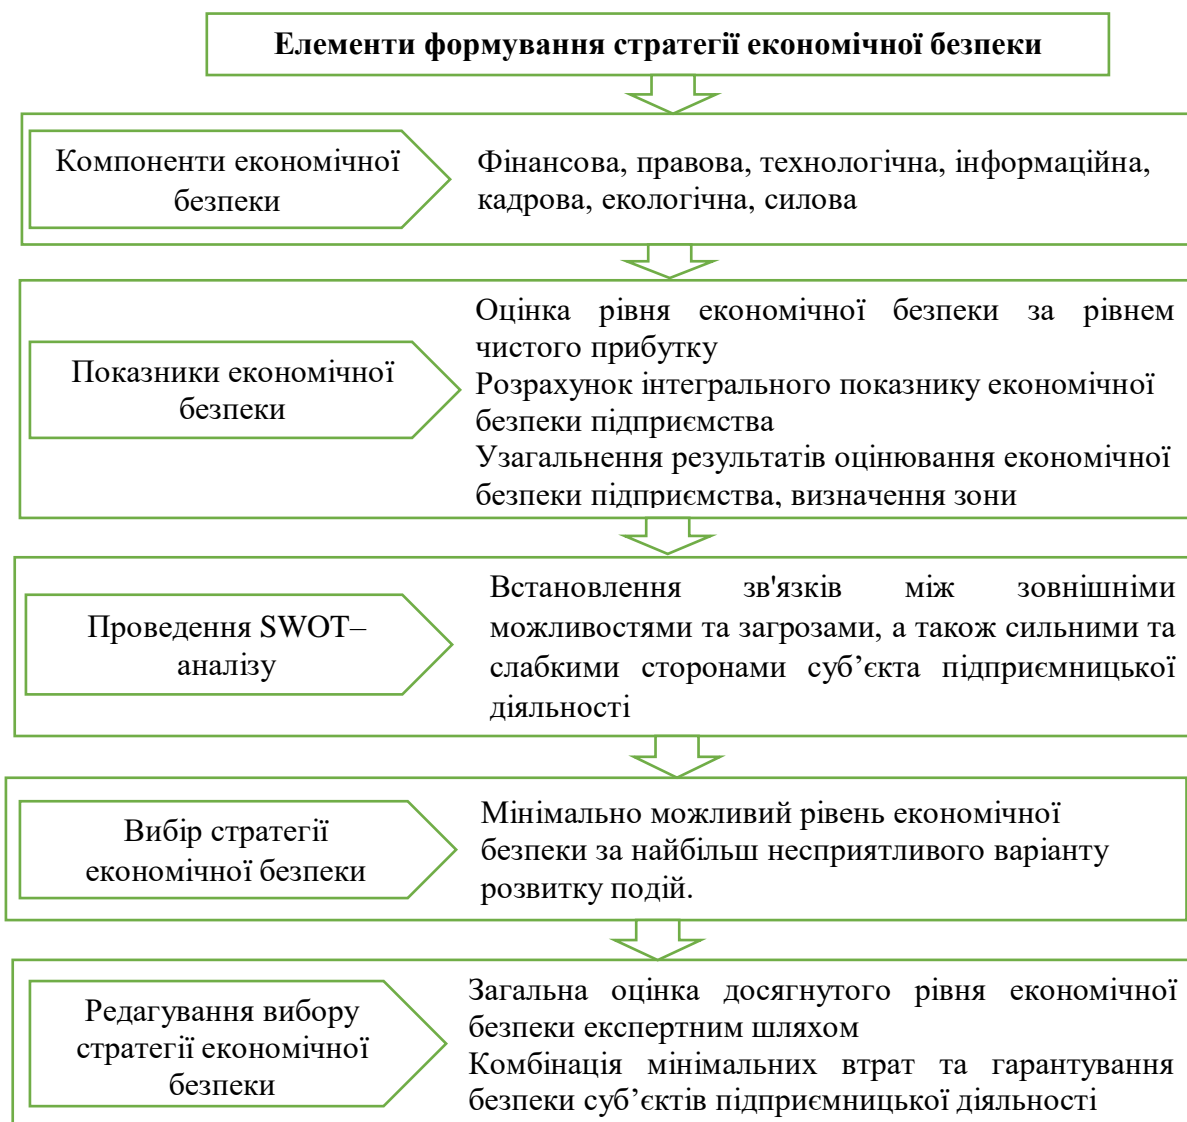 Елементи формування стратегії економічної безпеки
Компоненти економічної
безпеки
Фінансова, правова, технологічна, інформаційна,
кадрова, екологічна, силова
Показники економічної
безпеки
Оцінка рівня економічної безпеки за рівнем
чистого прибутку
Розрахунок інтегрального показнику економічної
безпеки підприємства
Узагальнення результатів оцінювання економічної
безпеки підприємства, визначення зони
Проведення SWOT–
аналізу
Встановлення зв'язків між зовнішніми
можливостями та загрозами, а також сильними та
слабкими сторонами суб’єкта підприємницької
діяльності
Вибір стратегії
економічної безпеки
Мінімально можливий рівень економічної
безпеки за найбільш несприятливого варіанту
розвитку подій.
Редагування вибору
стратегії економічної
безпеки
Загальна оцінка досягнутого рівня економічної
безпеки експертним шляхом
Комбінація мінімальних втрат та гарантування
безпеки суб’єктів підприємницької діяльності